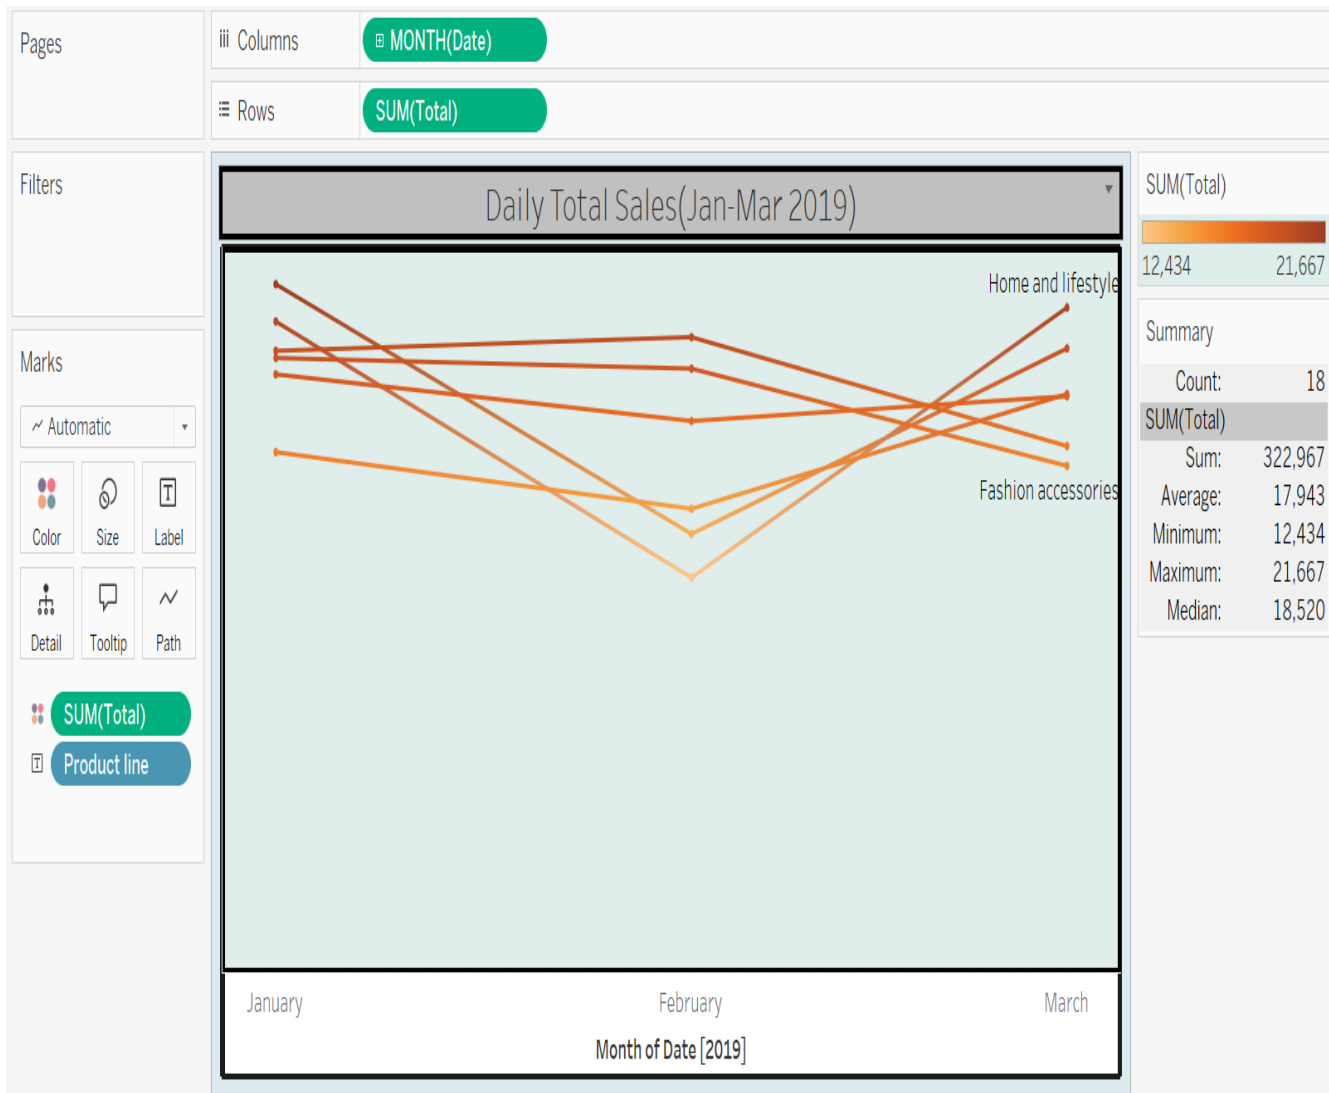 Pages
Columns
MONTH(Date)
Rows
SUM(Total)
Filters
Marks
Automatic
Color
Size
Label
Detail
Tooltip
Path
SUM(Total)
Product line
Daily Total Sales(Jan-Mar 2019)
Home and lifestyle
Fashion accessories
January
February
March
Month of Date [2019]
SUM(Total)
12,434
21,667
Summary
Count: 18
SUM(Total)
Sum: 322,967
Average: 17,943
Minimum: 12,434
Maximum: 21,667
Median: 18,520